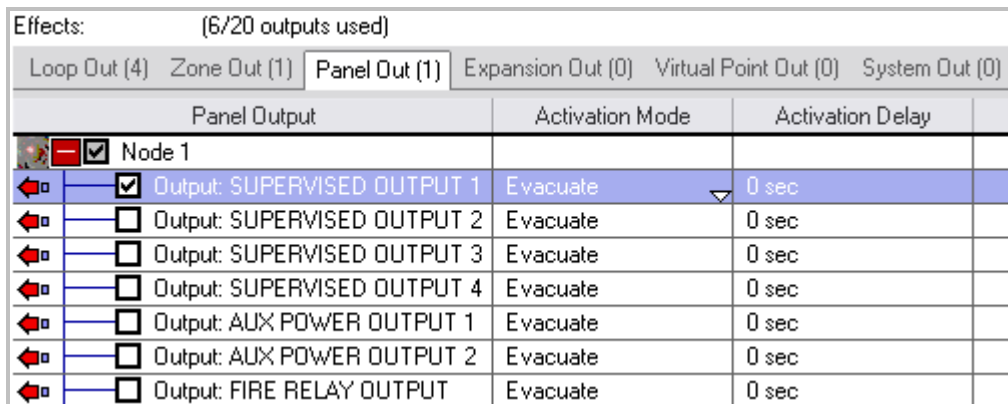 Effects: (6/20 outputs used)
Loop Out (4) Zone Out (1) Panel Out (1) Expansion Out (0) Virtual Point Out (0) System Out (0)
Panel Output Activation Mode Activation Delay
Node 1
Output: SUPERVISED OUTPUT 1 Evacuate 0 sec
Output: SUPERVISED OUTPUT 2 Evacuate 0 sec
Output: SUPERVISED OUTPUT 3 Evacuate 0 sec
Output: SUPERVISED OUTPUT 4 Evacuate 0 sec
Output: AUX POWER OUTPUT 1 Evacuate 0 sec
Output: AUX POWER OUTPUT 2 Evacuate 0 sec
Output: FIRE RELAY OUTPUT Evacuate 0 sec